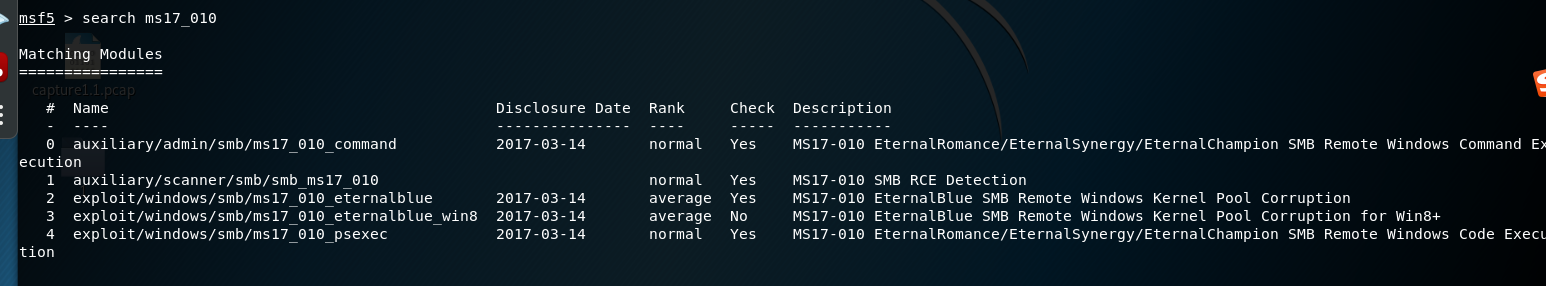 msf5 > search ms17_010
Matching Modules
================
capture1.1.pcap
#  Name                                           Disclosure Date  Rank     Check  Description
-  ----                                           ---------------  ----     -----  -----------
0  auxiliary/admin/smb/ms17_010_command           2017-03-14       normal   Yes    MS17-010 EternalRomance/EternalSynergy/EternalChampion SMB Remote Windows Command Ex
ecution
1  auxiliary/scanner/smb/smb_ms17_010                              normal   Yes    MS17-010 SMB RCE Detection
2  exploit/windows/smb/ms17_010_eternalblue       2017-03-14       average  Yes    MS17-010 EternalBlue SMB Remote Windows Kernel Pool Corruption
3  exploit/windows/smb/ms17_010_eternalblue_win8  2017-03-14       average  No     MS17-010 EternalBlue SMB Remote Windows Kernel Pool Corruption for Win8+
4  exploit/windows/smb/ms17_010_psexec            2017-03-14       normal   Yes    MS17-010 EternalRomance/EternalSynergy/EternalChampion SMB Remote Windows Code Execu
tion